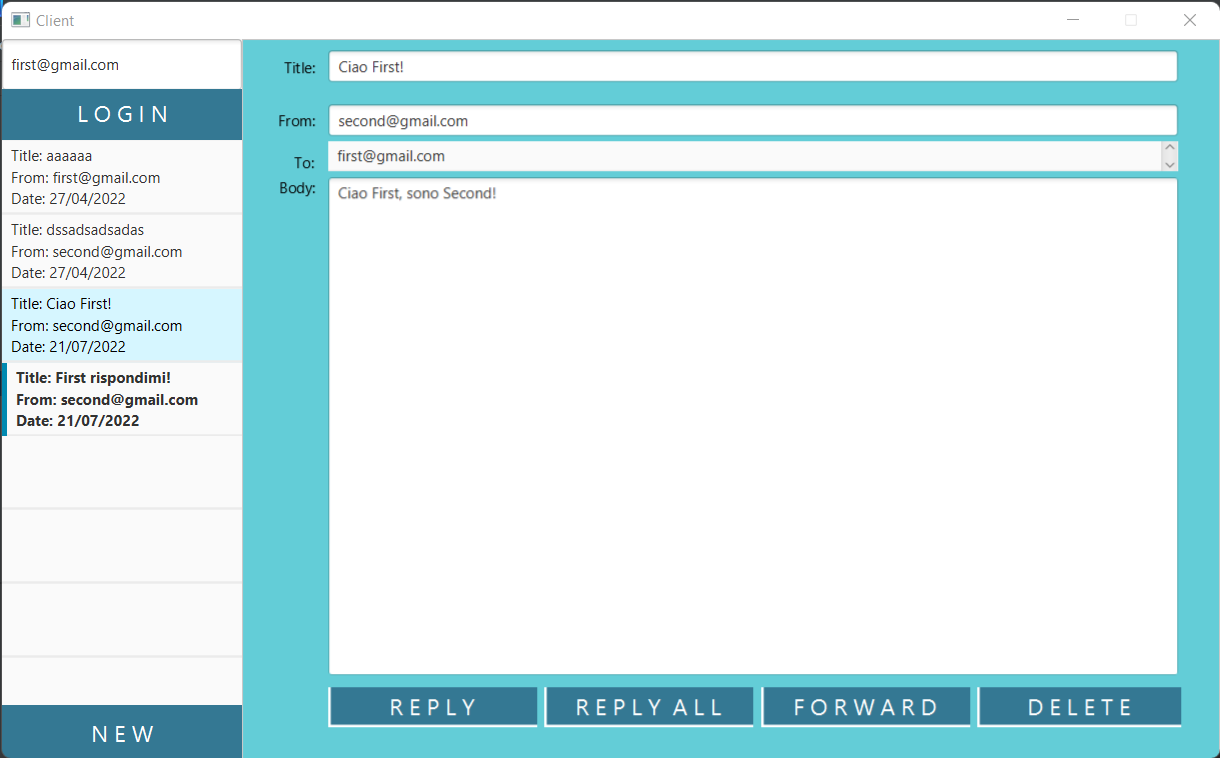 Client
first@gmail.com
LOGIN
Title: aaaaaa
From: first@gmail.com
Date: 27/04/2022
Title: dssadsadsadas
From: second@gmail.com
Date: 27/04/2022
Title: Ciao First!
From: second@gmail.com
Date: 21/07/2022
Title: First rispondimi!
From: second@gmail.com
Date: 21/07/2022
NEW
Title: Ciao First!
From: second@gmail.com
To: first@gmail.com
Body: Ciao First, sono Second!
REPLY
REPLY ALL
FORWARD
DELETE